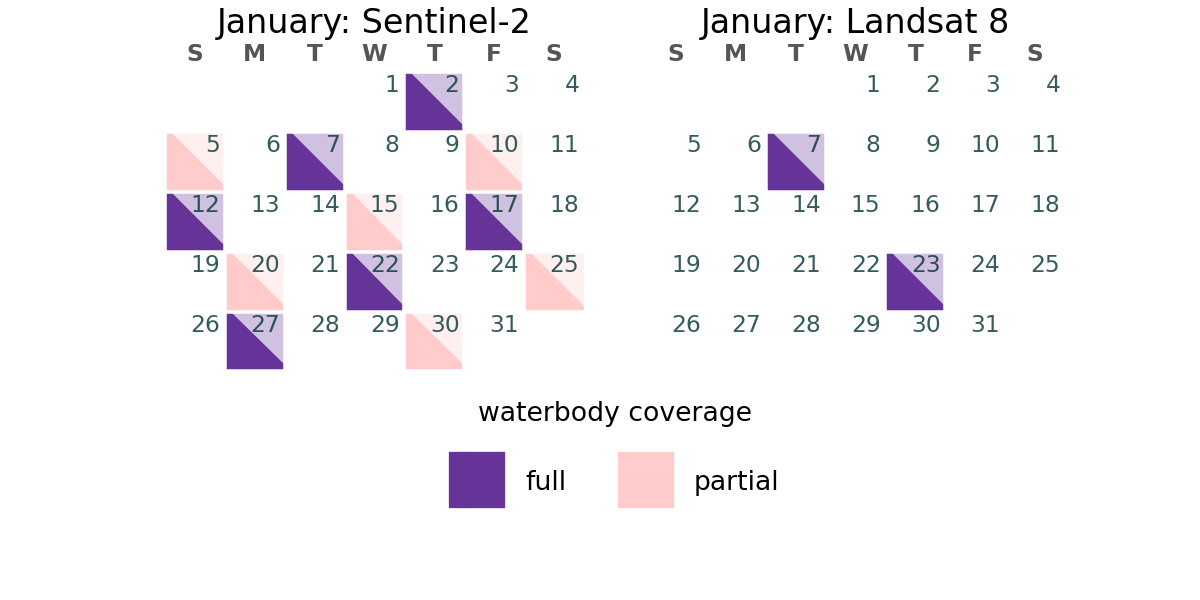 January: Sentinel-2
S M T W T F S
1 2 3 4
5 6 7 8 9 10 11
12 13 14 15 16 17 18
19 20 21 22 23 24 25
26 27 28 29 30 31
January: Landsat 8
S M T W T F S
1 2 3 4
5 6 7 8 9 10 11
12 13 14 15 16 17 18
19 20 21 22 23 24 25
26 27 28 29 30 31
waterbody coverage
full partial